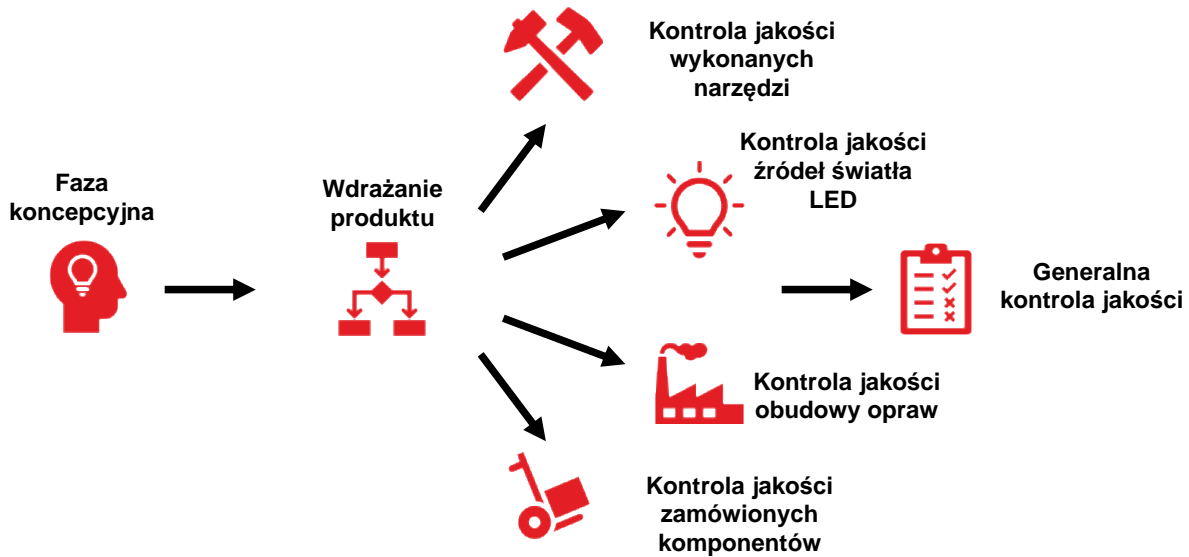 Faza
koncepcyjna
Wdrażanie
produktu
Kontrola jakości
wykonanych
narzędzi
Kontrola jakości
źródeł światła
LED
Kontrola jakości
obudowy opraw
Kontrola jakości
zamówionych
komponentów
Generalna
kontrola jakości